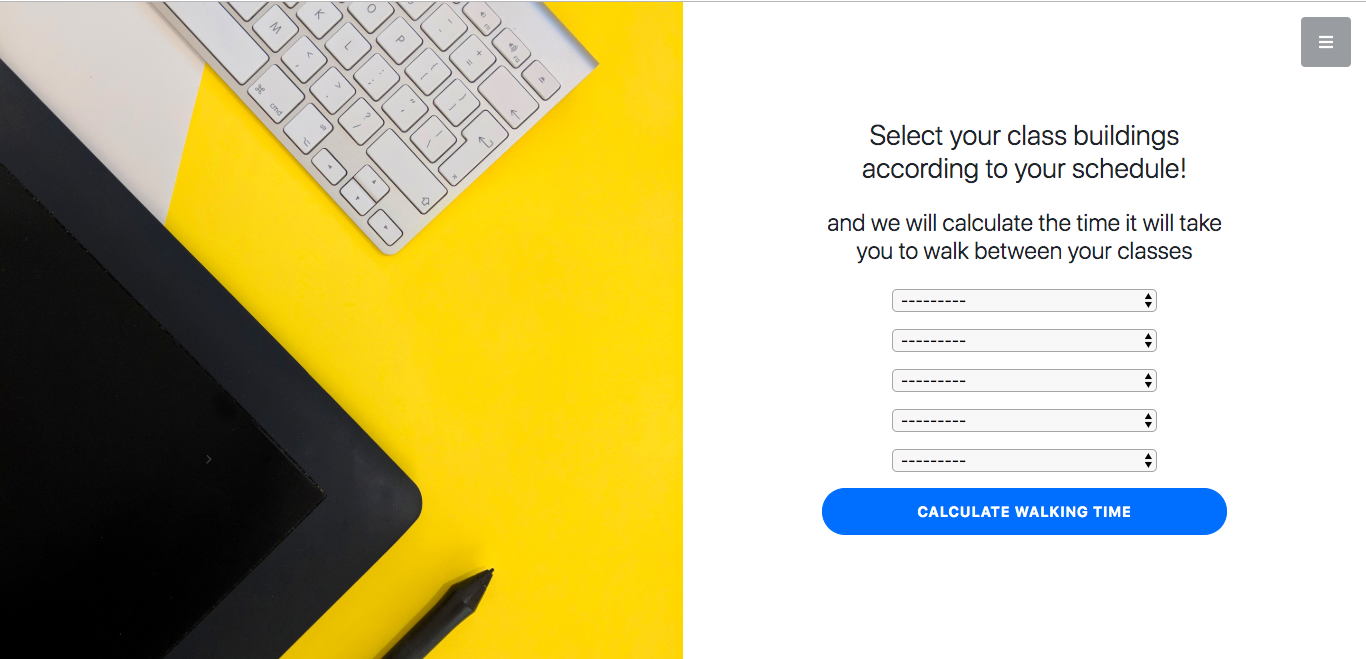 M
K
O
L
P
cmd
Select your class buildings
according to your schedule!
and we will calculate the time it will take
you to walk between your classes
---------
---------
---------
---------
---------
CALCULATE WALKING TIME